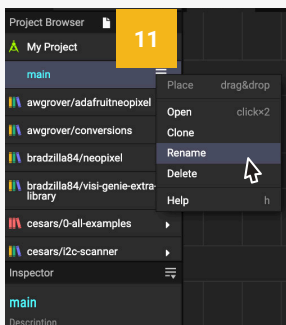 Project Browser
11
My Project
main
Place drag&drop
awgrover/adafruitneopixel
Open click×2
awgrover/conversions
Clone
Rename
bradzilla84/neopixel
Delete
bradzilla84/visi-genie-extra-
library
Help h
cesars/0-all-examples
cesars/i2c-scanner
Inspector
main
Description